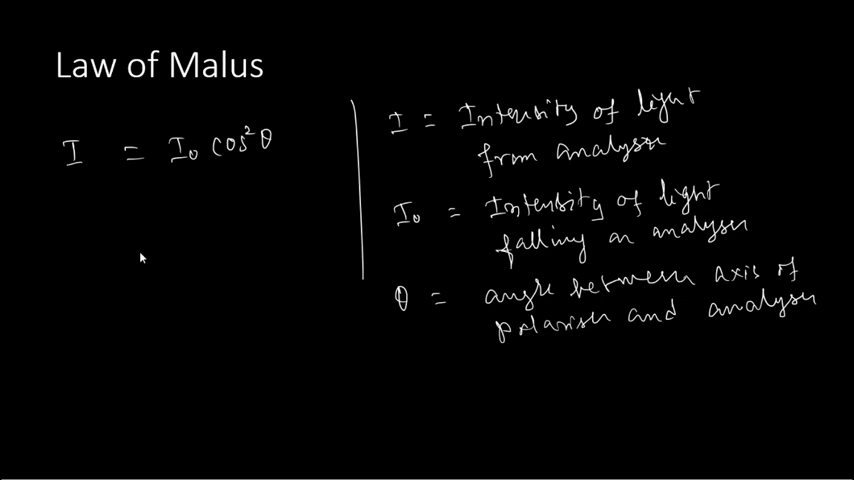 Law of Malus
I = I₀ cos²θ
I = Intensity of light
from analyser
I₀ = Intensity of light
falling on analyser
θ = angle between axis of
polariser and analyser